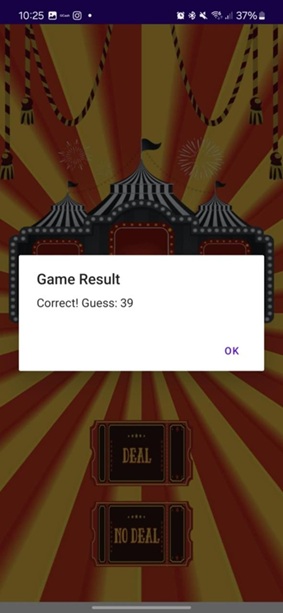 10:25
37%
Game Result
Correct! Guess: 39
OK
DEAL
NO DEAL